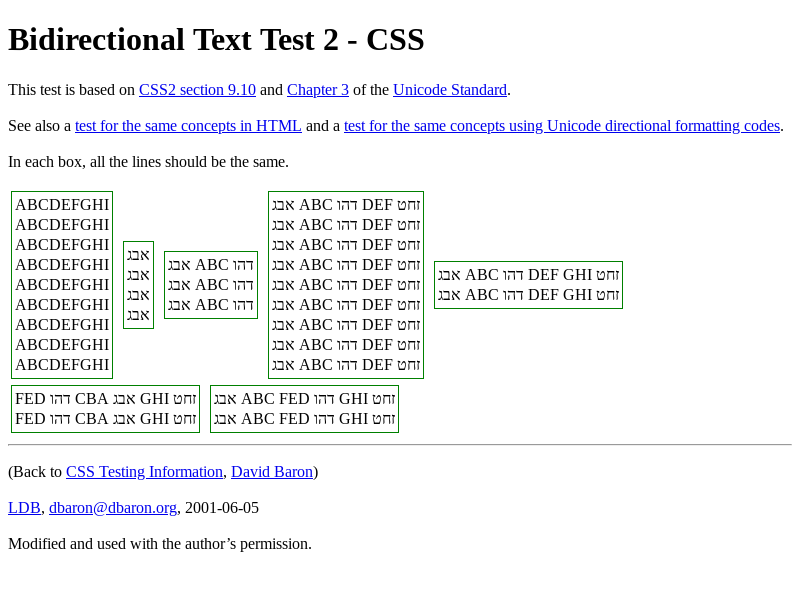 Bidirectional Text Test 2 - CSS
This test is based on CSS2 section 9.10 and Chapter 3 of the Unicode Standard.
See also a test for the same concepts in HTML and a test for the same concepts using Unicode directional formatting codes.
In each box, all the lines should be the same.
ABCDEFGHI
ABCDEFGHI
ABCDEFGHI
ABCDEFGHI
ABCDEFGHI
ABCDEFGHI
ABCDEFGHI
ABCDEFGHI
ABCDEFGHI
אבג
אבג
אבג
אבג
אבג ABC דהו
אבג ABC דהו
אבג ABC דהו
אבג ABC דהו DEF זחט
אבג ABC דהו DEF זחט
אבג ABC דהו DEF זחט
אבג ABC דהו DEF זחט
אבג ABC דהו DEF זחט
אבג ABC דהו DEF זחט
אבג ABC דהו DEF זחט
אבג ABC דהו DEF זחט
אבג ABC דהו DEF זחט
אבג ABC דהו DEF GHI זחט
אבג ABC דהו DEF GHI זחט
FED דהו CBA אבג GHI זחט
FED דהו CBA אבג GHI זחט
אבג ABC FED דהו GHI זחט
אבג ABC FED דהו GHI זחט
(Back to CSS Testing Information, David Baron)
LDB, dbaron@dbaron.org, 2001-06-05
Modified and used with the author’s permission.